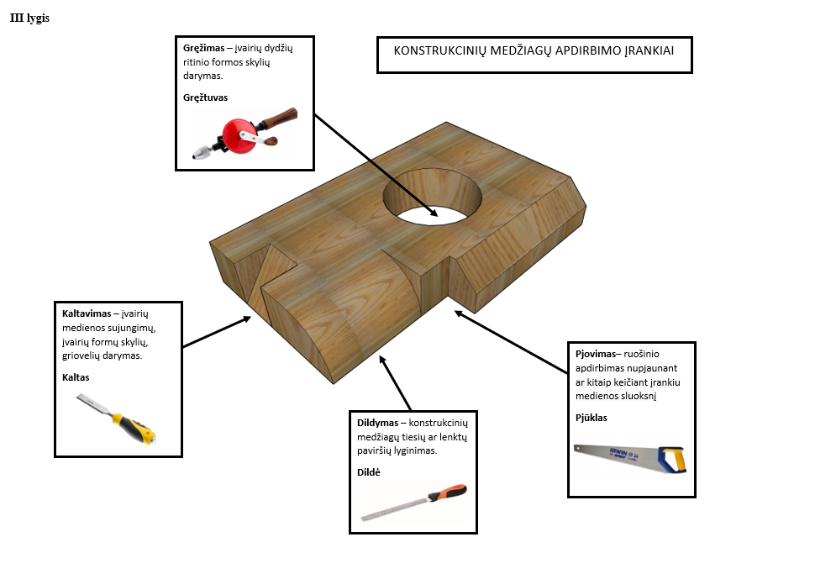 III lygis
KONSTRUKCINIŲ MEDŽIAGŲ APDIRBIMO ĮRANKIAI
Gręžimas – įvairių dydžių
ritinio formos skylių
darymas.
Gręžtuvas
Kaltavimas – įvairių
medienos sujungimų,
įvairių formų skylių,
griovelių darymas.
Kaltas
Dildymas – konstrukcinių
medžiagų tiesių ar lenktų
paviršių lyginimas.
Dildė
Pjovimas– ruošinio
apdirbimas nupjaunant
ar kitaip keičiant įrankiu
medienos sluoksnį
Pjūklas
IRWIN